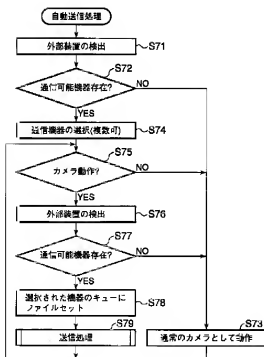 自動送信処理
外部装置の検出
S71
S72
通信可能機器存在?
NO
YES
送信機器の選択(複数可)
S74
S75
カメラ動作?
NO
YES
外部装置の検出
S76
S77
通信可能機器存在?
NO
YES
選択された機器のキューに
ファイルセット
S78
S79
送信処理
S73
通常のカメラとして動作